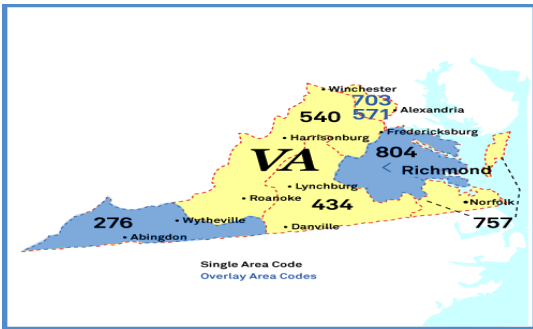 Winchester
703
571
Alexandria
540
Fredericksburg
Harrisonburg
804
VA
< Richmond
Lynchburg
Roanoke
434
Norfolk
276
Wytheville
757
Danville
Abingdon
Single Area Code
Overlay Area Codes